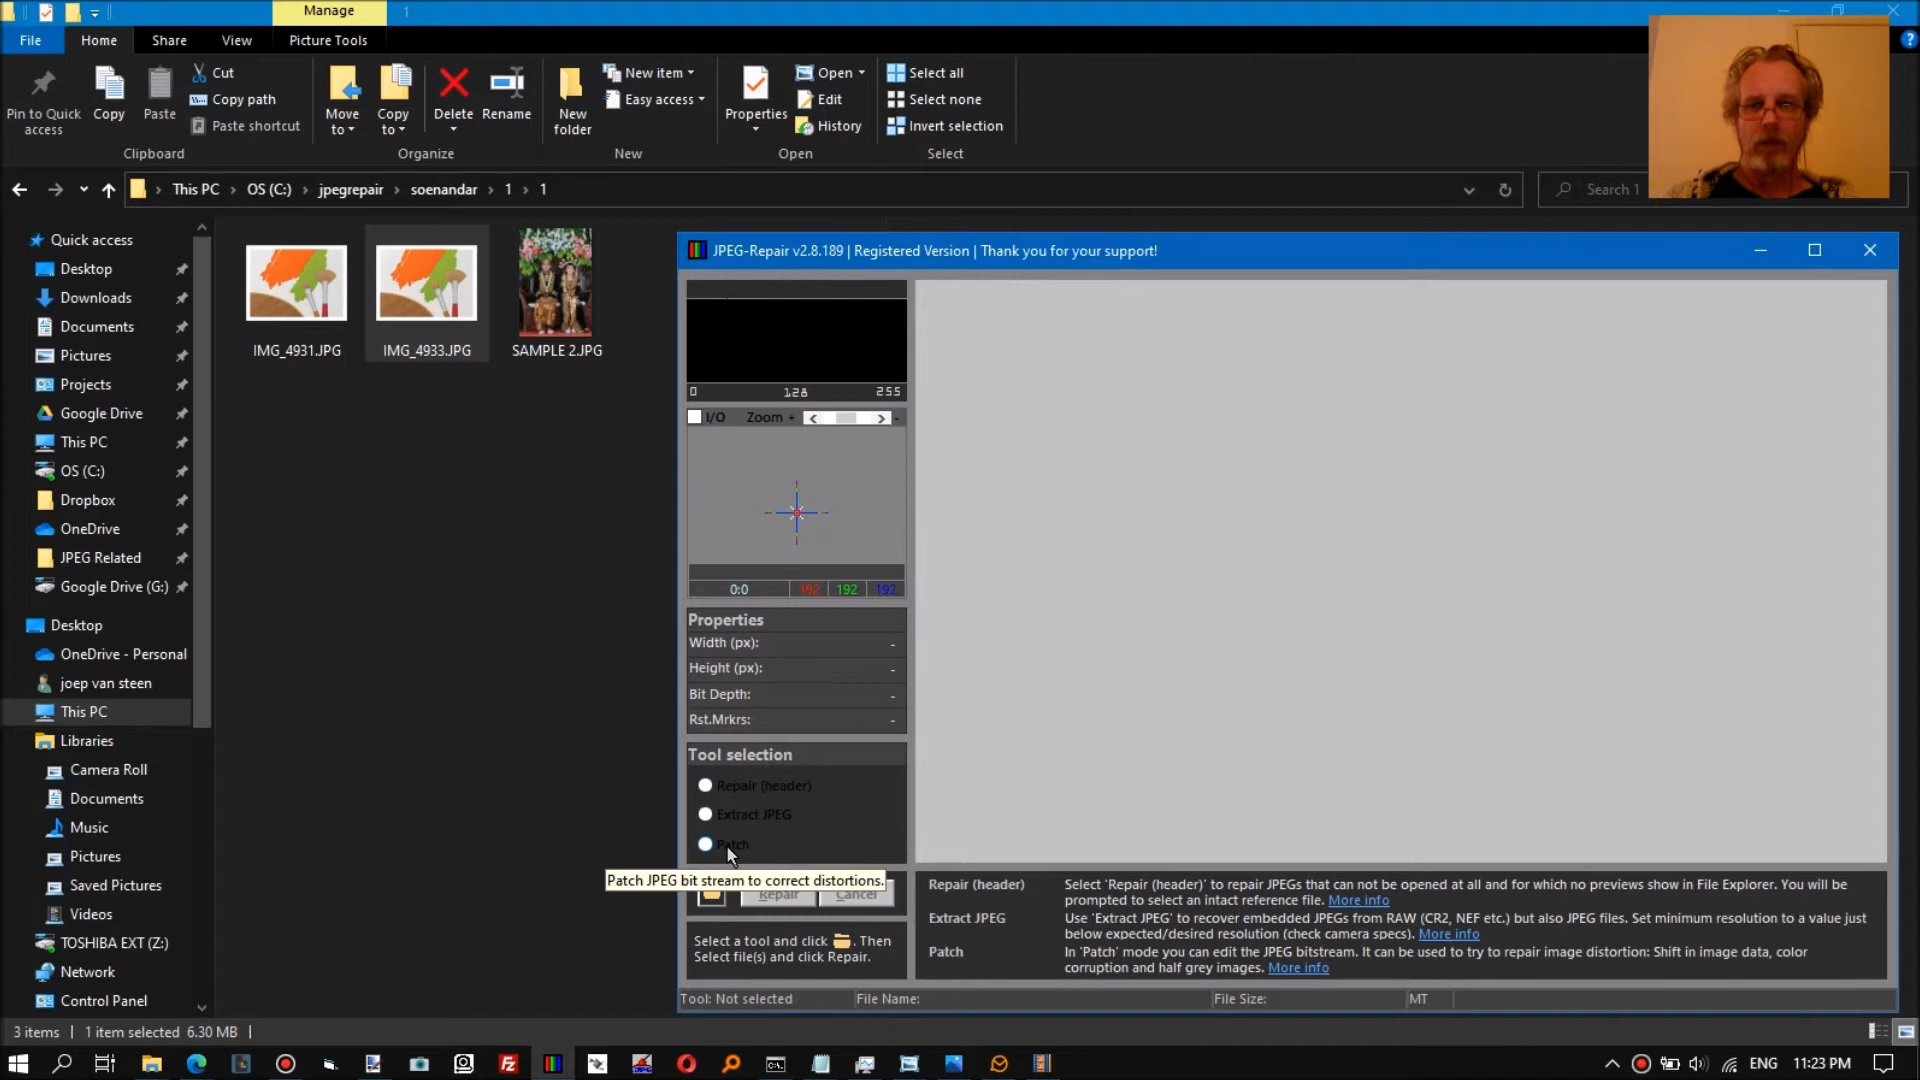 Manage
1
File
Home
Share
View
Picture Tools
Pin to Quick access
Copy
Paste
Cut
Copy path
Paste shortcut
Clipboard
Move to
Copy to
Delete
Rename
Organize
New folder
New item
Easy access
New
Properties
Open
Edit
History
Open
Select all
Select none
Invert selection
Select
This PC > OS (C:) > jpegrepair > soenandar > 1 > 1
Search 1
Quick access
Desktop
Downloads
Documents
Pictures
Projects
Google Drive
This PC
OS (C:)
Dropbox
OneDrive
JPEG Related
Google Drive (G:)
Desktop
OneDrive - Personal
joep van steen
This PC
Libraries
Camera Roll
Documents
Music
Pictures
Saved Pictures
Videos
TOSHIBA EXT (Z:)
Network
Control Panel
IMG_4931.JPG
IMG_4933.JPG
SAMPLE 2.JPG
JPEG-Repair v2.8.189 | Registered Version | Thank you for your support!
0 128 255
I/O Zoom + -
0:0 192 192 192
Properties
Width (px): -
Height (px): -
Bit Depth: -
Rst.Mrkrs: -
Tool selection
Repair (header)
Extract JPEG
Patch
Patch JPEG bit stream to correct distortions.
Repair Cancel
Select a tool and click . Then
Select file(s) and click Repair.
Repair (header) Select 'Repair (header)' to repair JPEGs that can not be opened at all and for which no previews show in File Explorer. You will
be prompted to select an intact reference file. More info
Extract JPEG Use 'Extract JPEG' to recover embedded JPEGs from RAW (CR2, NEF etc.) but also JPEG files. Set minimum resolution to a value just
below expected/desired resolution (check camera specs). More info
Patch In 'Patch' mode you can edit the JPEG bitstream. It can be used to try to repair image distortion: Shift in image data, color
corruption and half grey images. More info
Tool: Not selected File Name: File Size: MT
3 items | 1 item selected 6.30 MB |
ENG 11:23 PM